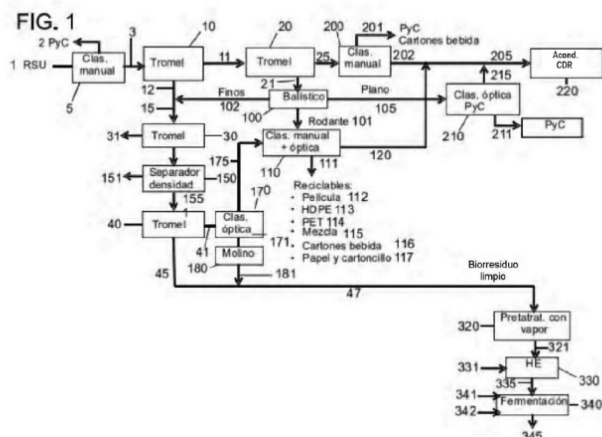 FIG. 1
10
20
200
201
PyC
Cartones bebida
2 PyC
3
1 RSU
Clas. manual
5
Tromel
11
Tromel
25
Clas. manual
202
205
Acond. CDR
220
12
15
21
Finos
102
Balístico
100
Plano
105
215
Clas. óptica PyC
210
211
PyC
Rodante 101
31
Tromel
30
175
Clas. manual + óptica
110
111
120
151
Separador densidad
150
155
Reciclables:
• Película 112
• HDPE 113
• PET 114
• Mezcla 115
• Cartones bebida 116
• Papel y cartoncillo 117
40
Tromel
41
170
Clas. óptica
171
Molino
180
181
45
47
Biorresiduo limpio
320
Pretatrat. con vapor
321
331
HE
330
335
341
342
Fermentación
340
345